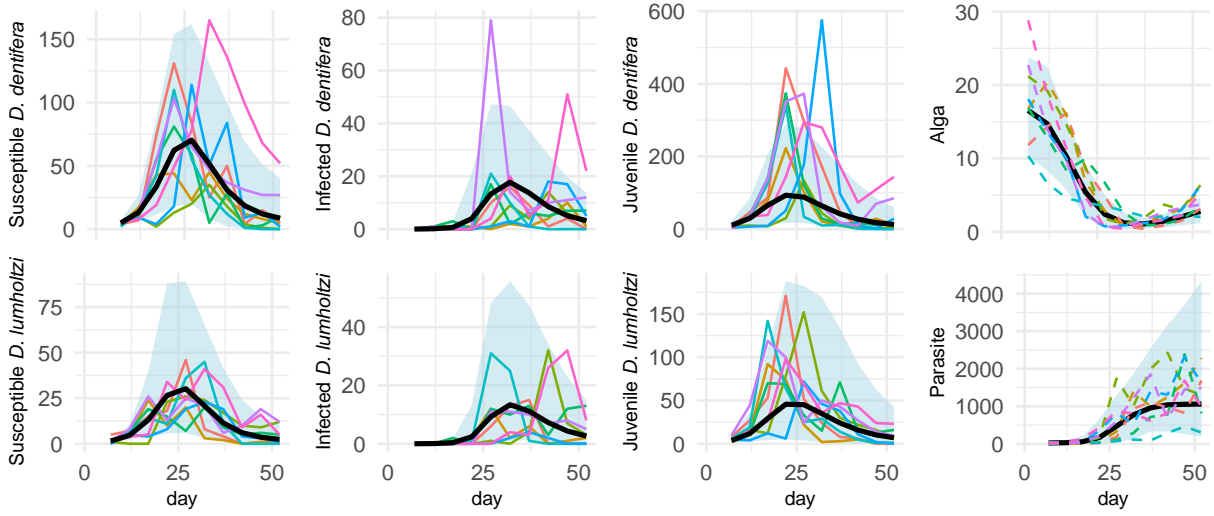 Susceptible D. dentifera
150
100
50
0
Infected D. dentifera
80
60
40
20
0
Juvenile D. dentifera
600
400
200
0
Alga
30
20
10
0
Susceptible D. lumholtzi
75
50
25
0
0 25 50
day
Infected D. lumholtzi
40
20
0
0 25 50
day
Juvenile D. lumholtzi
150
100
50
0
0 25 50
day
Parasite
4000
3000
2000
1000
0
0 25 50
day